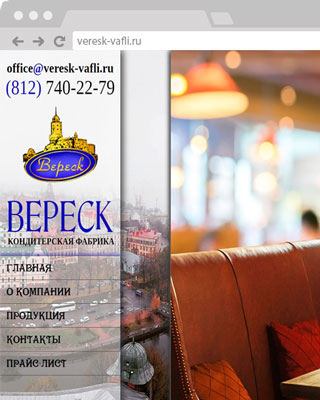 veresk-vafli.ru
office@veresk-vafli.ru
(812) 740-22-79
Вереск
ВЕРЕСК
КОНДИТЕРСКАЯ ФАБРИКА
ГЛАВНАЯ
О КОМПАНИИ
ПРОДУКЦИЯ
КОНТАКТЫ
ПРАЙС ЛИСТ